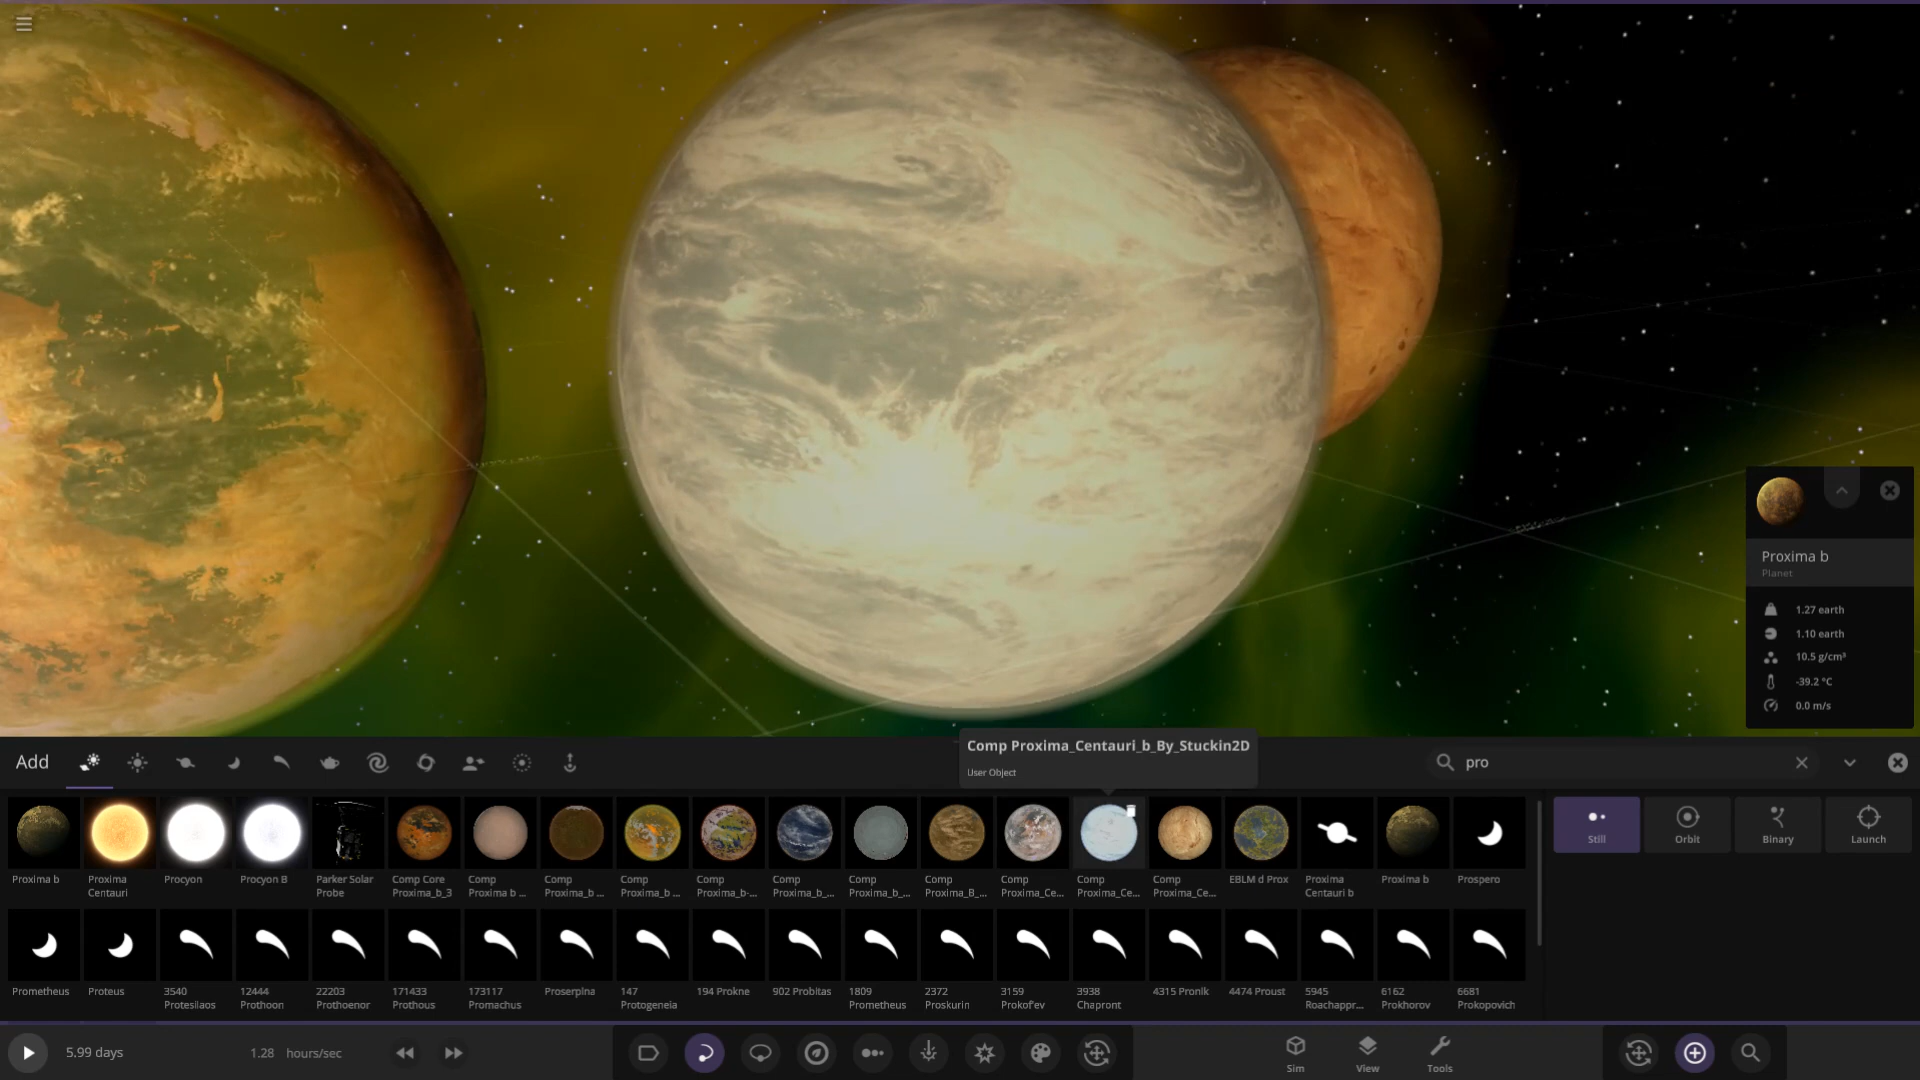 Proxima b
Planet
1.27 earth
1.10 earth
10.5 g/cm³
-39.2 °C
0.0 m/s
Comp Proxima_Centauri_b_By_Stuckin2D
User Object
Add
pro
Proxima b
Proxima
Centauri
Procyon
Procyon B
Parker Solar
Probe
Comp Core
Proxima_b_3
Comp
Proxima b ...
Comp
Proxima_b ...
Comp
Proxima_b ...
Comp
Proxima_b-...
Comp
Proxima_b_...
Comp
Proxima_b_...
Comp
Proxima_B_...
Comp
Proxima_Ce...
Comp
Proxima_Ce...
Comp
Proxima_Ce...
EBLM d Prox
Proxima
Centauri b
Proxima b
Prospero
Still
Orbit
Binary
Launch
Prometheus
Proteus
3540
Protesilaos
12444
Prothoon
22203
Prothoenor
171433
Prothous
173117
Promachus
Proserpina
147
Protogeneia
194 Prokne
902 Probitas
1809
Prometheus
2372
Proskurin
3159
Prokof'ev
3938
Chapront
4315 Pronik
4474 Proust
5945
Roachappr...
6162
Prokhorov
6681
Prokopovich
5.99 days
1.28 hours/sec
Sim
View
Tools